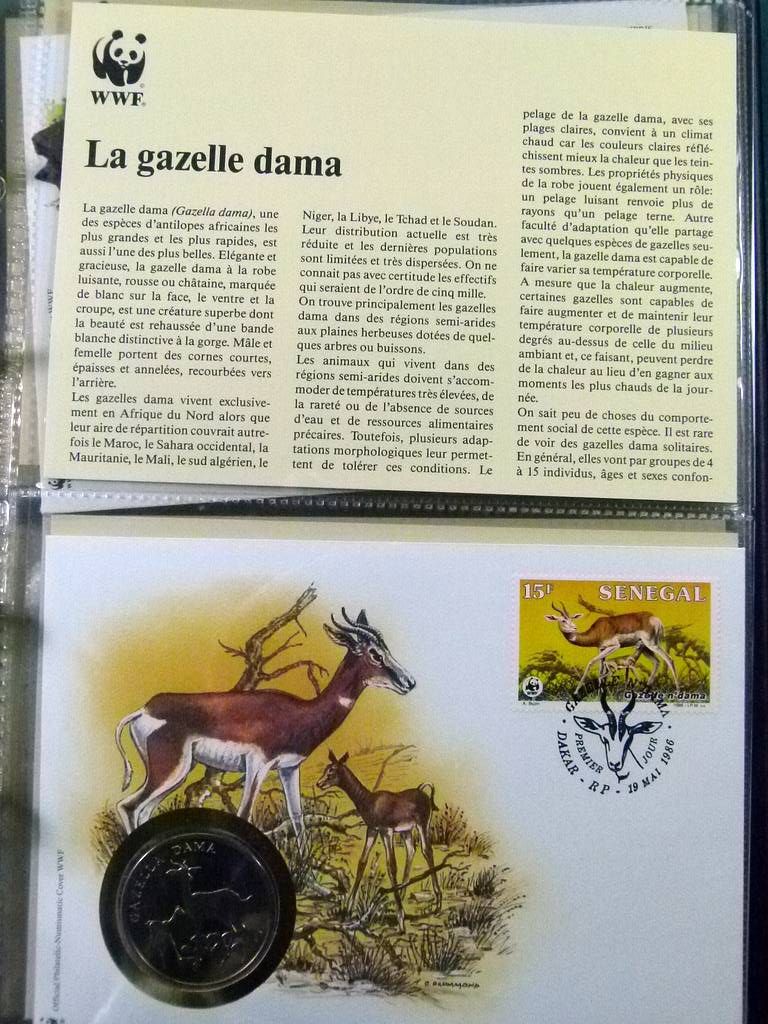 WWF
La gazelle dama
La gazelle dama (Gazella dama), une
des espèces d'antilopes africaines les
plus grandes et les plus rapides, est
aussi l'une des plus belles. Elégante et
gracieuse, la gazelle dama à la robe
luisante, rousse ou châtaine, marquée
de blanc sur la face, le ventre et la
croupe, est une créature superbe dont
la beauté est rehaussée d'une bande
blanche distinctive à la gorge. Mâle et
femelle portent des cornes courtes,
épaisses et annelées, recourbées vers
l'arrière.
Les gazelles dama vivent exclusive-
ment en Afrique du Nord alors que
leur aire de répartition couvrait autre-
fois le Maroc, le Sahara occidental, la
Mauritanie, le Mali, le sud algérien, le
Niger, la Libye, le Tchad et le Soudan.
Leur distribution actuelle est très
réduite et les dernières populations
sont limitées et très dispersées. On ne
connait pas avec certitude les effectifs
qui seraient de l'ordre de cinq mille.
On trouve principalement les gazelles
dama dans des régions semi-arides
aux plaines herbeuses dotées de quel-
ques arbres ou buissons.
Les animaux qui vivent dans des
régions semi-arides doivent s'accom-
moder de températures très élevées, de
la rareté ou de l'absence de sources
d'eau et de ressources alimentaires
précaires. Toutefois, plusieurs adap-
tations morphologiques leur permet-
tent de tolérer ces conditions. Le
pelage de la gazelle dama, avec ses
plages claires, convient à un climat
chaud car les couleurs claires réflé-
chissent mieux la chaleur que les tein-
tes sombres. Les propriétés physiques
de la robe jouent également un rôle:
un pelage luisant renvoie plus de
rayons qu'un pelage terne. Autre
faculté d'adaptation qu'elle partage
avec quelques espèces de gazelles seu-
lement, la gazelle dama est capable de
faire varier sa température corporelle.
A mesure que la chaleur augmente,
certaines gazelles sont capables de
faire augmenter et de maintenir leur
température corporelle de plusieurs
degrés au-dessus de celle du milieu
ambiant et, ce faisant, peuvent perdre
de la chaleur au lieu d'en gagner aux
moments les plus chauds de la jour-
née.
On sait peu de choses du comporte-
ment social de cette espèce. Il est rare
de voir des gazelles dama solitaires.
En général, elles vont par groupes de 4
à 15 individus, âges et sexes confon-
15F SENEGAL
Gazelle n'dama
WWF
1986
PREMIER JOUR
DAKAR - RP - 19 MAI 1986
GAZELLA DAMA
Official Philatelic-Numismatic Cover WWF